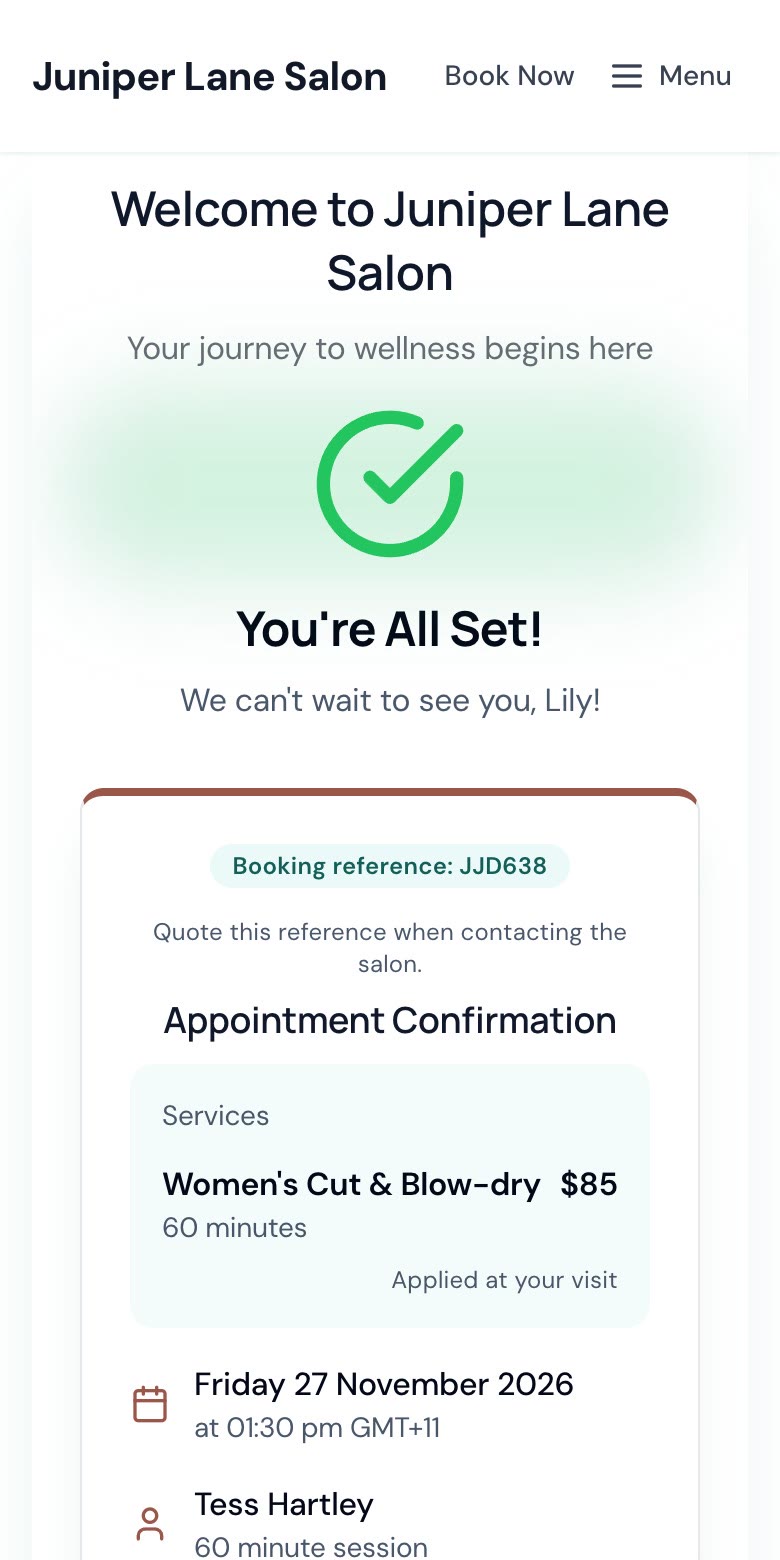 Juniper Lane Salon
Book Now
Menu
Welcome to Juniper Lane
Salon
Your journey to wellness begins here
You're All Set!
We can't wait to see you, Lily!
Booking reference: JJD638
Quote this reference when contacting the
salon.
Appointment Confirmation
Services
Women's Cut & Blow-dry $85
60 minutes
Applied at your visit
Friday 27 November 2026
at 01:30 pm GMT+11
Tess Hartley
60 minute session